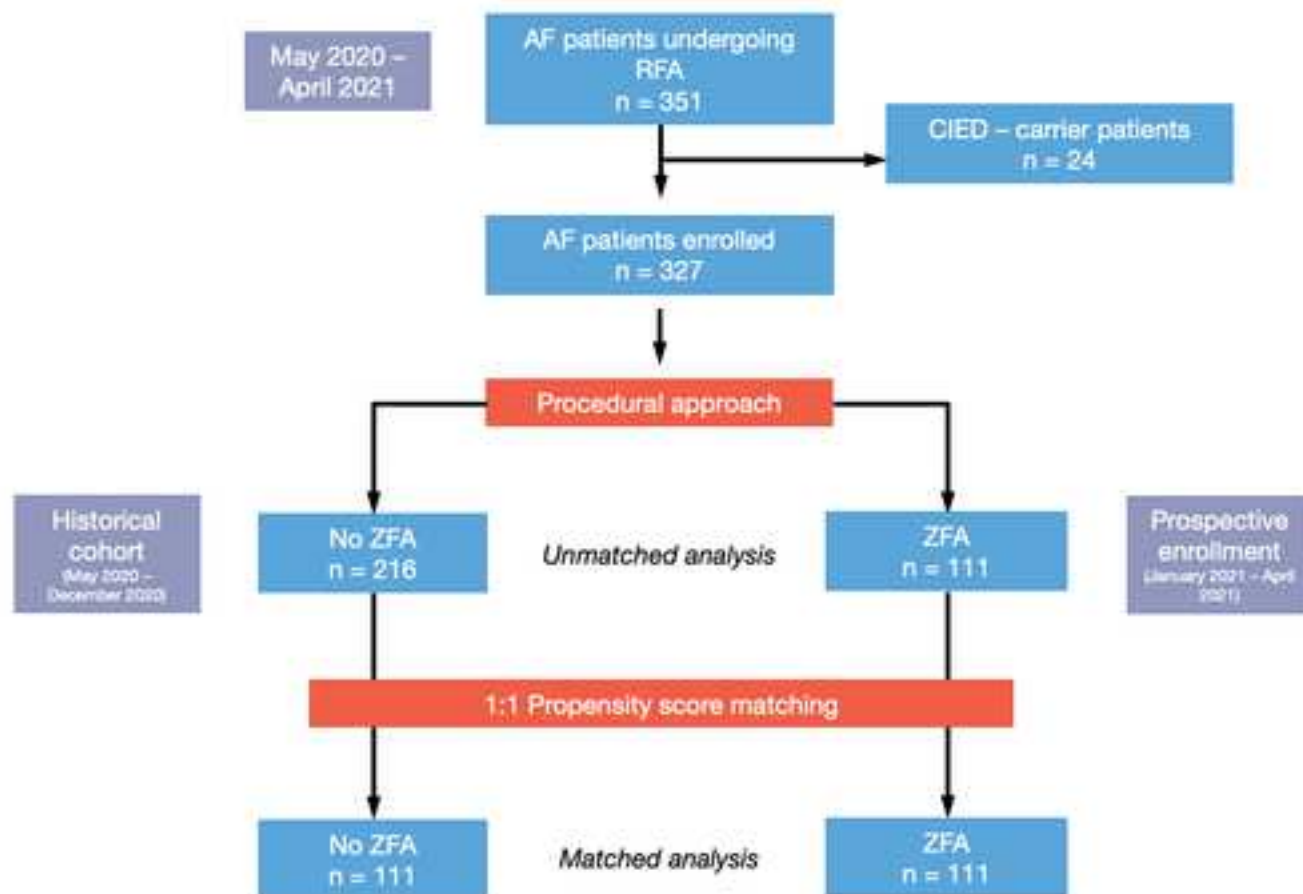 May 2020 –
April 2021
AF patients undergoing
RFA
n = 351
CIED – carrier patients
n = 24
AF patients enrolled
n = 327
Procedural approach
Historical
cohort
(May 2020 –
December 2020)
No ZFA
n = 216
Unmatched analysis
ZFA
n = 111
Prospective
enrollment
(January 2021 – April
2021)
1:1 Propensity score matching
No ZFA
n = 111
Matched analysis
ZFA
n = 111